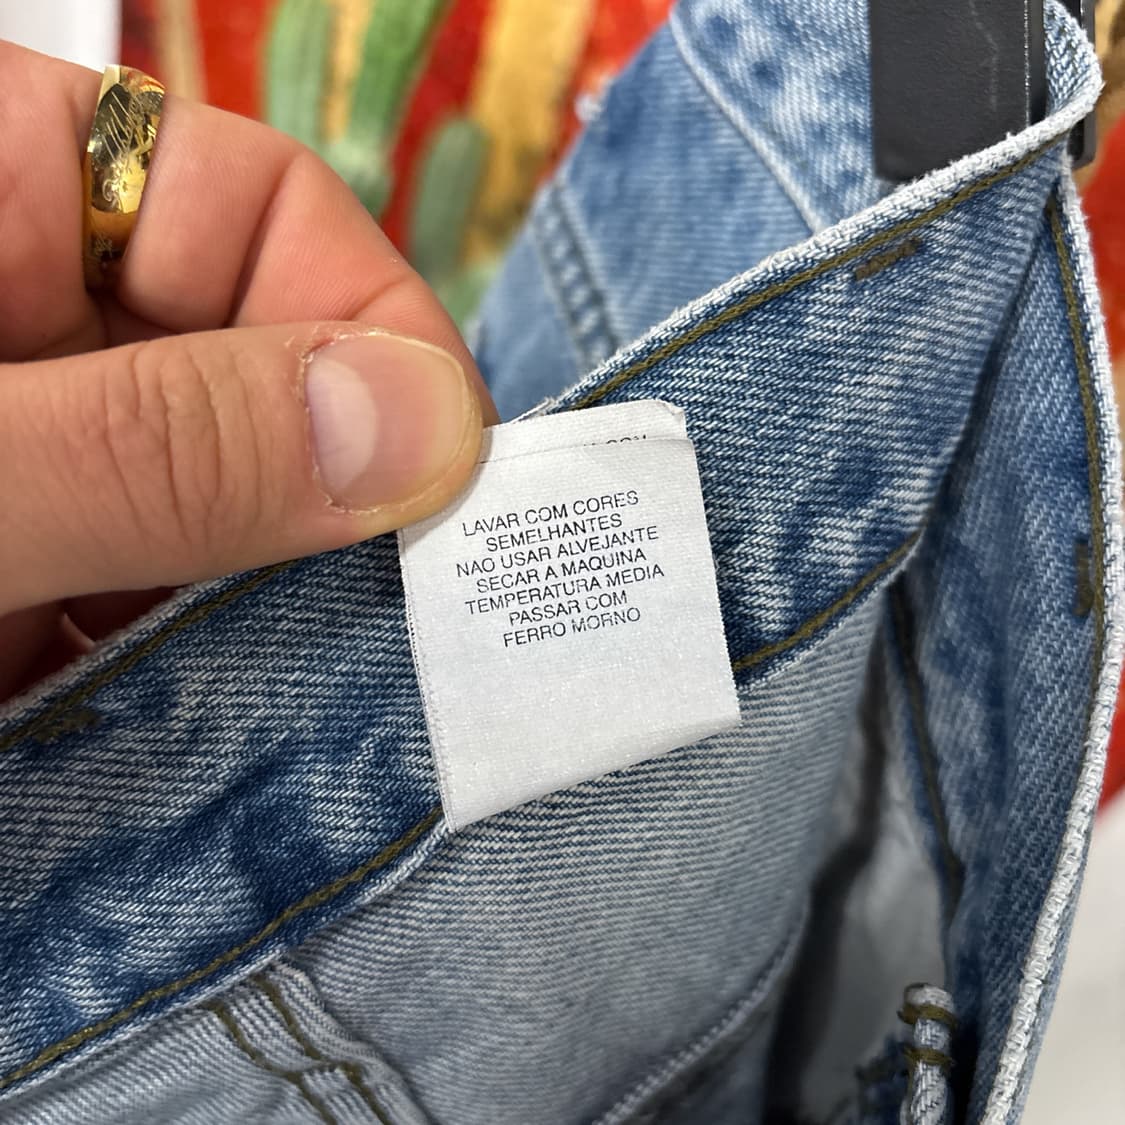 LAVAR COM CORES
SEMELHANTES
NAO USAR ALVEJANTE
SECAR A MAQUINA
TEMPERATURA MEDIA
PASSAR COM
FERRO MORNO